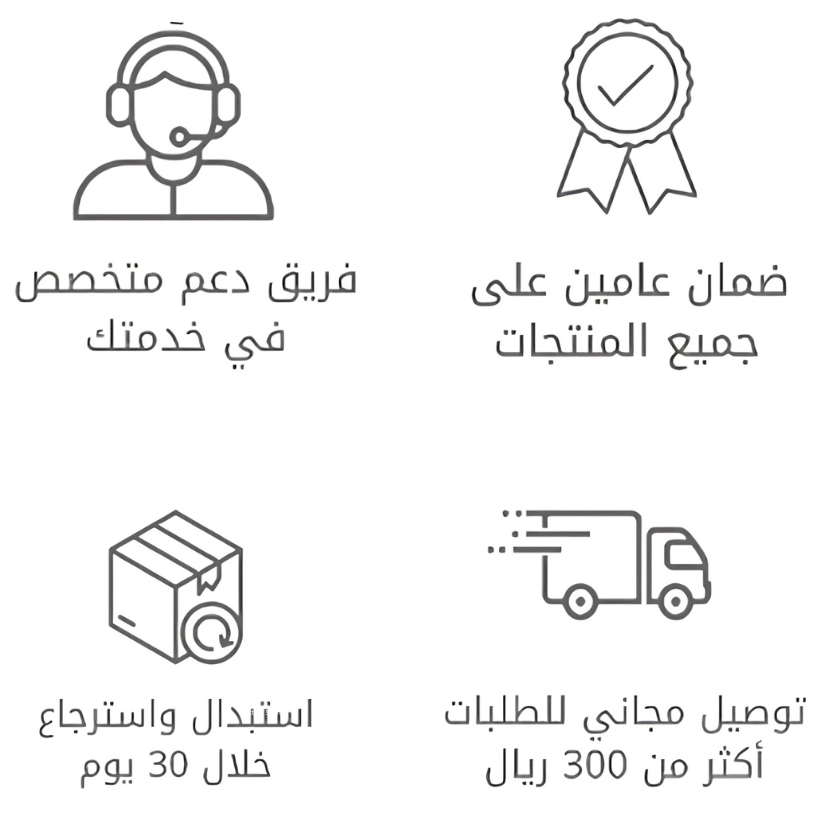 ضمان عامين على
جميع المنتجات
فريق دعم متخصص
في خدمتك
توصيل مجاني للطلبات
أكثر من 300 ريال
استبدال واسترجاع
خلال 30 يوم